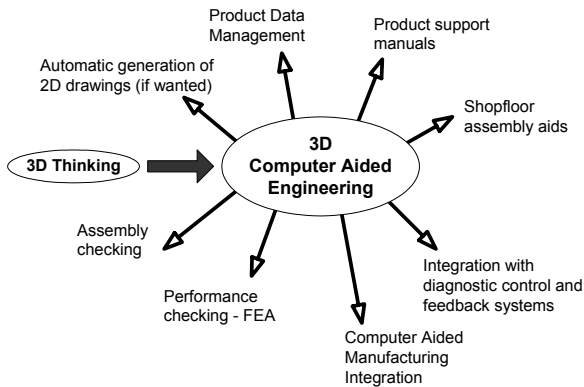 Product Data
Management
Product support
manuals
Automatic generation of
2D drawings (if wanted)
Shopfloor
assembly aids
3D
Computer Aided
Engineering
3D Thinking
Assembly
checking
Performance
checking - FEA
Integration with
diagnostic control and
feedback systems
Computer Aided
Manufacturing
Integration